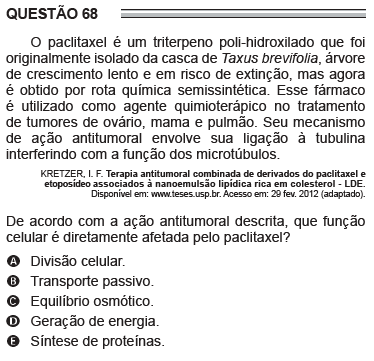 QUESTÃO 68
O paclitaxel é um triterpeno poli-hidroxilado que foi
originalmente isolado da casca de Taxus brevifolia, árvore
de crescimento lento e em risco de extinção, mas agora
é obtido por rota química semissintética. Esse fármaco
é utilizado como agente quimioterápico no tratamento
de tumores de ovário, mama e pulmão. Seu mecanismo
de ação antitumoral envolve sua ligação à tubulina
interferindo com a função dos microtúbulos.
KRETZER, I. F. Terapia antitumoral combinada de derivados do paclitaxel e
etoposídeo associados à nanoemulsão lipídica rica em colesterol - LDE.
Disponível em: www.teses.usp.br. Acesso em: 29 fev. 2012 (adaptado).
De acordo com a ação antitumoral descrita, que função
celular é diretamente afetada pelo paclitaxel?
A Divisão celular.
B Transporte passivo.
C Equilíbrio osmótico.
D Geração de energia.
E Síntese de proteínas.